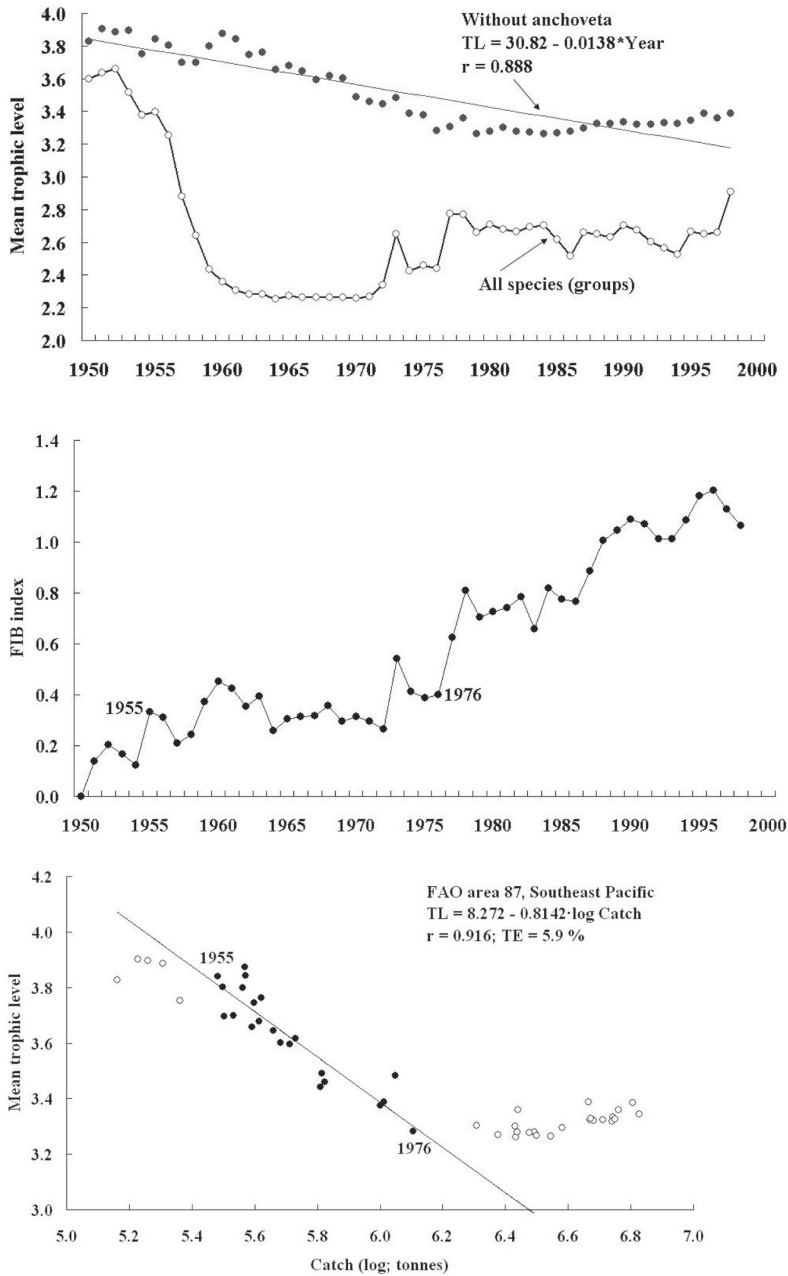 Without anchoveta
TL = 30.82 - 0.0138*Year
r = 0.888
Mean trophic level
4.0
3.8
3.6
3.4
3.2
3.0
2.8
2.6
2.4
2.2
2.0
All species (groups)
1950 1955 1960 1965 1970 1975 1980 1985 1990 1995 2000
FIB index
1.4
1.2
1.0
0.8
0.6
0.4
0.2
0.0
1955
1976
1950 1955 1960 1965 1970 1975 1980 1985 1990 1995 2000
Mean trophic level
4.2
4.0
3.8
3.6
3.4
3.2
3.0
FAO area 87, Southeast Pacific
TL = 8.272 - 0.8142·log Catch
r = 0.916; TE = 5.9 %
1955
1976
5.0 5.2 5.4 5.6 5.8 6.0 6.2 6.4 6.6 6.8 7.0
Catch (log; tonnes)